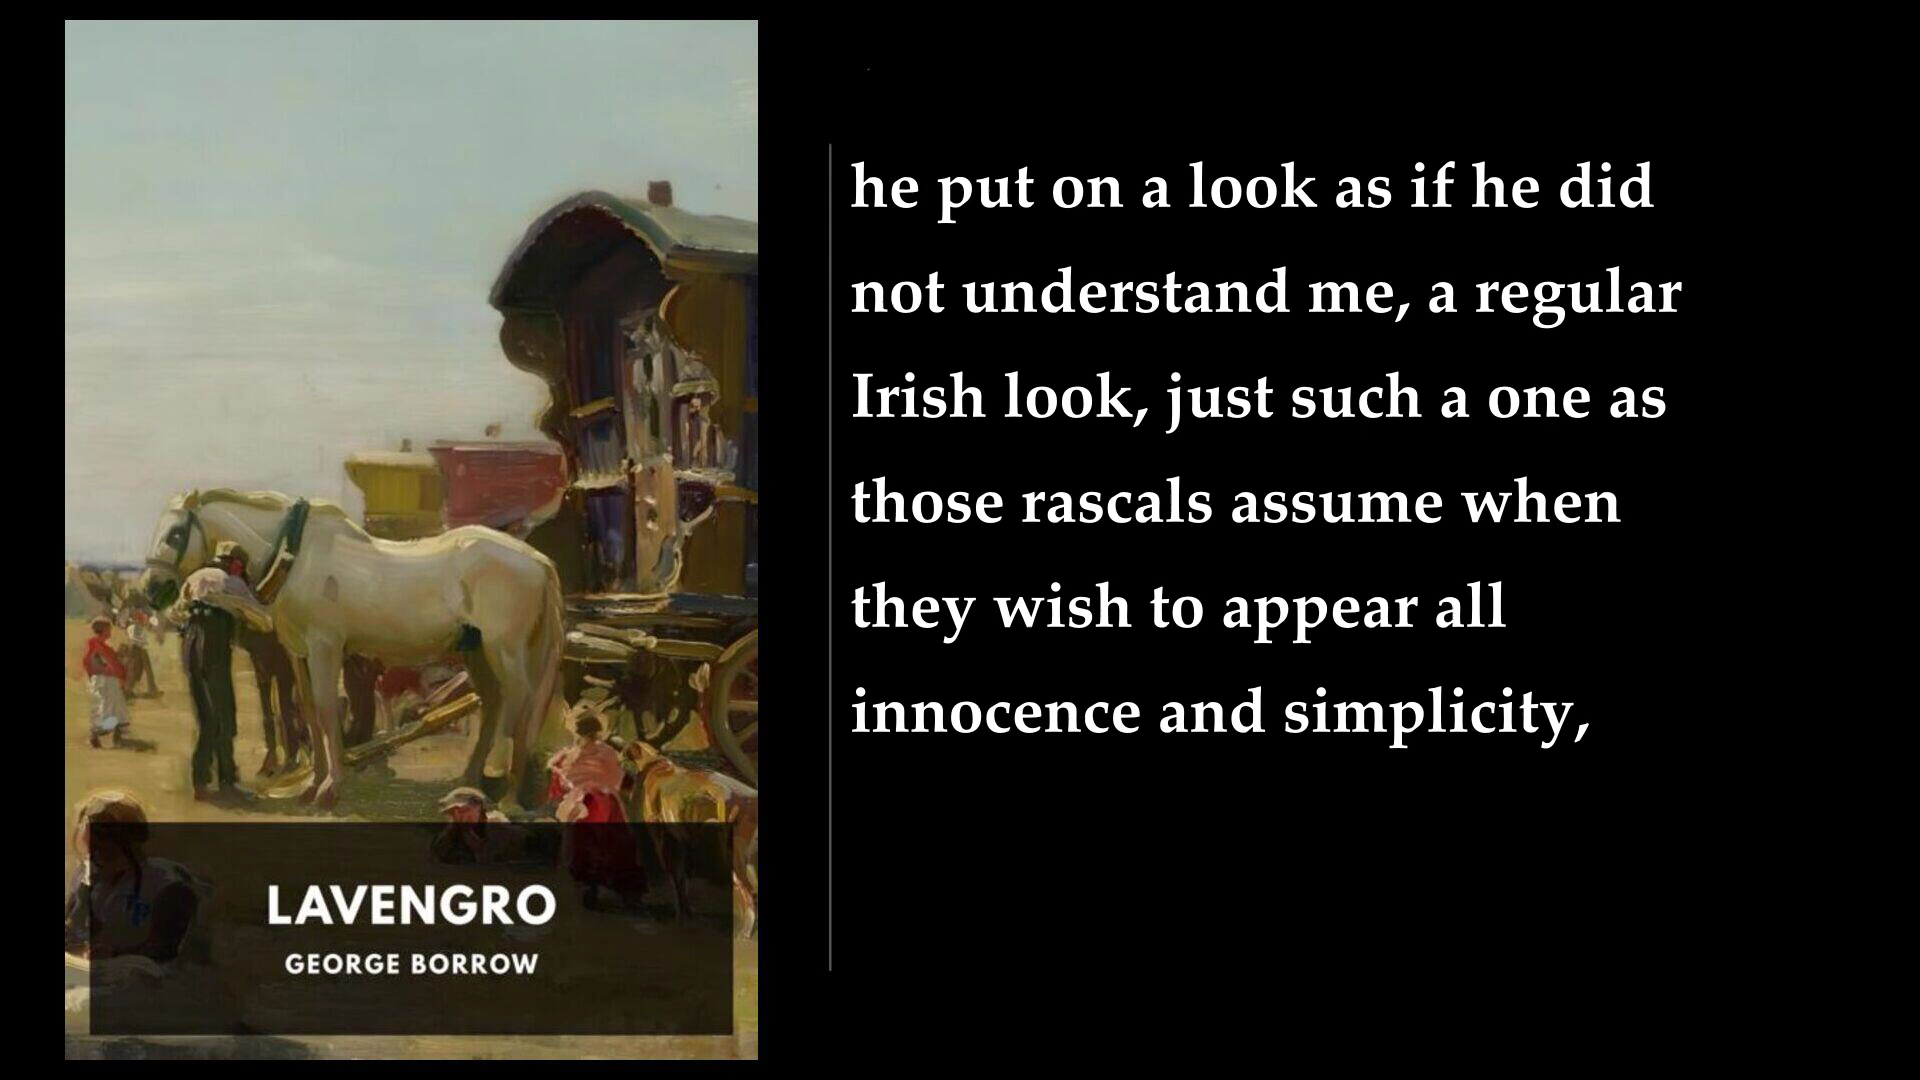 he put on a look as if he did
not understand me, a regular
Irish look, just such a one as
those rascals assume when
they wish to appear all
innocence and simplicity,
LAVENGRO
GEORGE BORROW